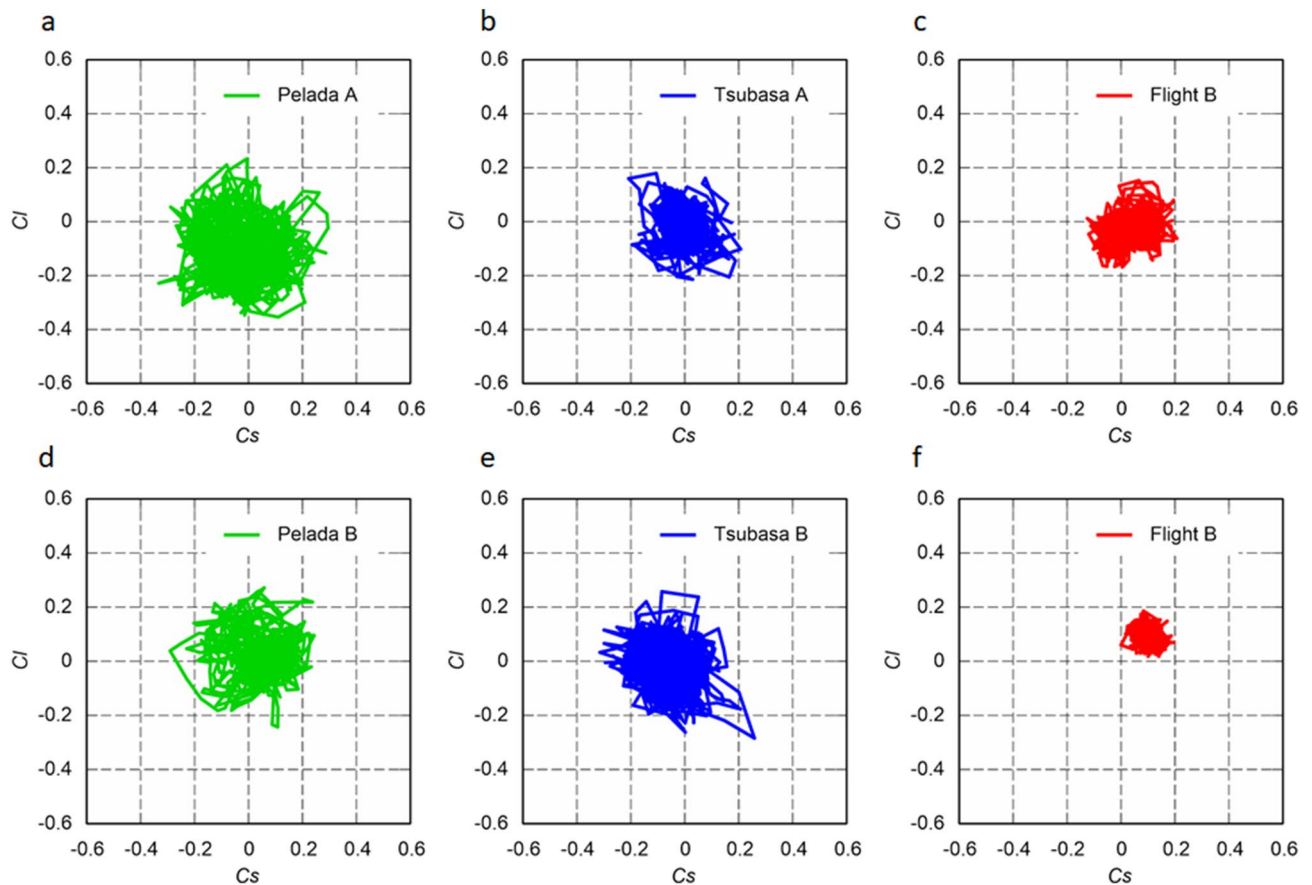 a b c
0.6 0.6 0.6
Pelada A Tsubasa A Flight B
0.4 0.4 0.4
0.2 0.2 0.2
Cl 0 Cl 0 Cl 0
-0.2 -0.2 -0.2
-0.4 -0.4 -0.4
-0.6 -0.6 -0.6
-0.6 -0.4 -0.2 0 0.2 0.4 0.6 -0.6 -0.4 -0.2 0 0.2 0.4 0.6 -0.6 -0.4 -0.2 0 0.2 0.4 0.6
Cs Cs Cs
d e f
0.6 0.6 0.6
Pelada B Tsubasa B Flight B
0.4 0.4 0.4
0.2 0.2 0.2
Cl 0 Cl 0 Cl 0
-0.2 -0.2 -0.2
-0.4 -0.4 -0.4
-0.6 -0.6 -0.6
-0.6 -0.4 -0.2 0 0.2 0.4 0.6 -0.6 -0.4 -0.2 0 0.2 0.4 0.6 -0.6 -0.4 -0.2 0 0.2 0.4 0.6
Cs Cs Cs